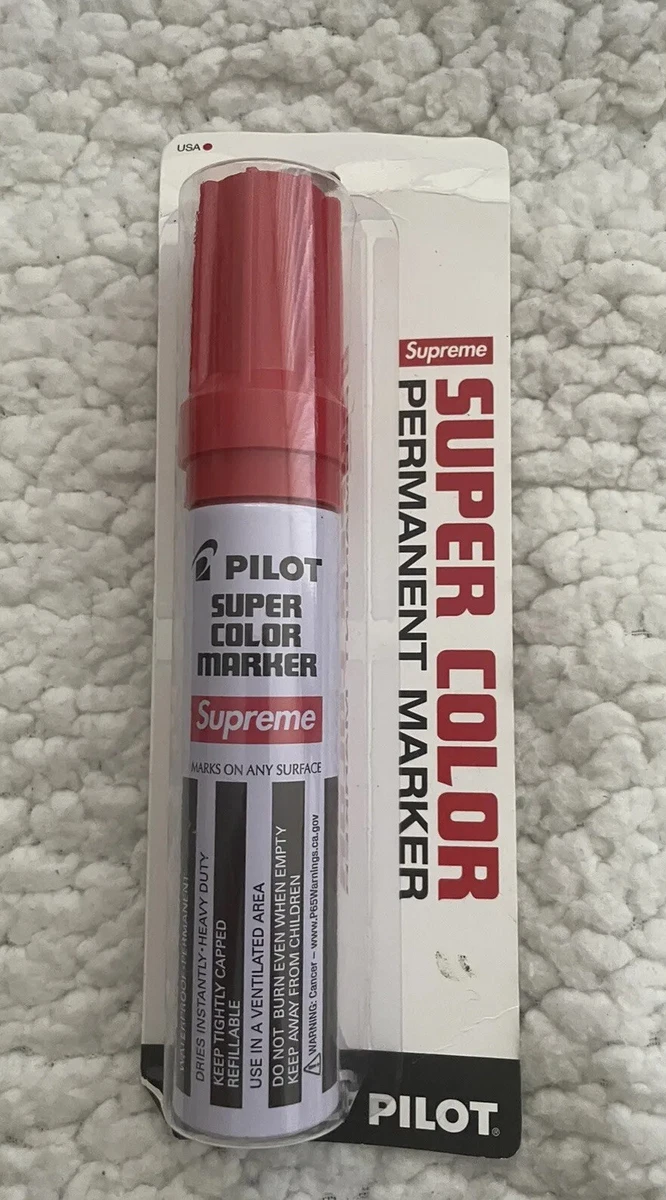 USA
Supreme
SUPER COLOR
PERMANENT MARKER
PILOT
SUPER
COLOR
MARKER
Supreme
MARKS ON ANY SURFACE
WATERPROOF·PERMANENT
DRIES INSTANTLY·HEAVY DUTY
KEEP TIGHTLY CAPPED
REFILLABLE
USE IN A VENTILATED AREA
DO NOT BURN EVEN WHEN EMPTY
KEEP AWAY FROM CHILDREN
⚠WARNING: Cancer – www.P65Warnings.ca.gov
PILOT®